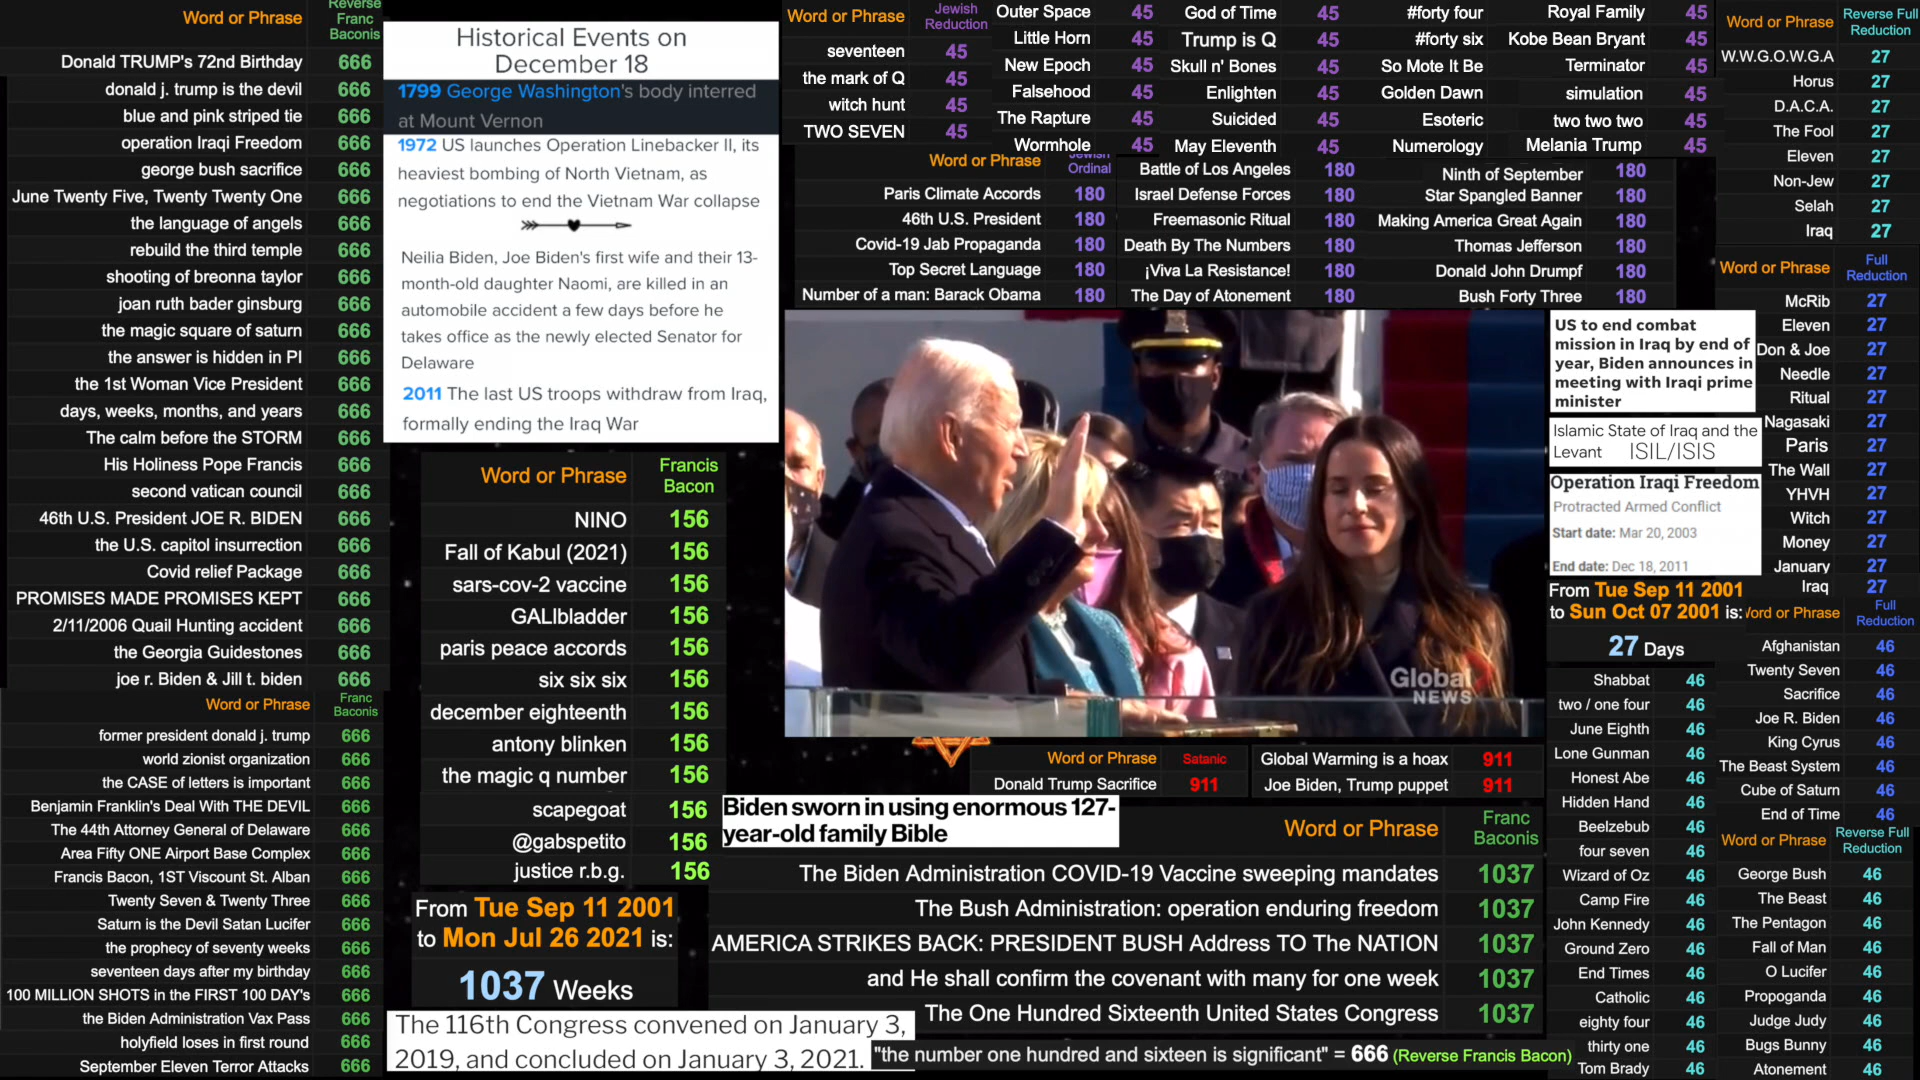 Word or Phrase Reverse Franc Baconis
Donald TRUMP's 72nd Birthday 666
donald j. trump is the devil 666
blue and pink striped tie 666
operation Iraqi Freedom 666
george bush sacrifice 666
June Twenty Five, Twenty Twenty One 666
the language of angels 666
rebuild the third temple 666
shooting of breonna taylor 666
joan ruth bader ginsburg 666
the magic square of saturn 666
the answer is hidden in PI 666
the 1st Woman Vice President 666
days, weeks, months, and years 666
The calm before the STORM 666
His Holiness Pope Francis 666
second vatican council 666
46th U.S. President JOE R. BIDEN 666
the U.S. capitol insurrection 666
Covid relief Package 666
PROMISES MADE PROMISES KEPT 666
2/11/2006 Quail Hunting accident 666
the Georgia Guidestones 666
joe r. Biden & Jill t. biden 666
Word or Phrase Franc Baconis
former president donald j. trump 666
world zionist organization 666
the CASE of letters is important 666
Benjamin Franklin's Deal With THE DEVIL 666
The 44th Attorney General of Delaware 666
Area Fifty ONE Airport Base Complex 666
Francis Bacon, 1ST Viscount St. Alban 666
Twenty Seven & Twenty Three 666
Saturn is the Devil Satan Lucifer 666
the prophecy of seventy weeks 666
seventeen days after my birthday 666
100 MILLION SHOTS in the FIRST 100 DAY's 666
the Biden Administration Vax Pass 666
holyfield loses in first round 666
September Eleven Terror Attacks 666
Historical Events on
December 18
1799 George Washington's body interred
at Mount Vernon
1972 US launches Operation Linebacker II, its
heaviest bombing of North Vietnam, as
negotiations to end the Vietnam War collapse
Neilia Biden, Joe Biden's first wife and their 13-
month-old daughter Naomi, are killed in an
automobile accident a few days before he
takes office as the newly elected Senator for
Delaware
2011 The last US troops withdraw from Iraq,
formally ending the Iraq War
Word or Phrase Francis Bacon
NINO 156
Fall of Kabul (2021) 156
sars-cov-2 vaccine 156
GALlbladder 156
paris peace accords 156
six six six 156
december eighteenth 156
antony blinken 156
the magic q number 156
scapegoat 156
@gabspetito 156
justice r.b.g. 156
From Tue Sep 11 2001
to Mon Jul 26 2021 is:
1037 Weeks
The 116th Congress convened on January 3,
2019, and concluded on January 3, 2021.
Word or Phrase Jewish Reduction
seventeen 45
the mark of Q 45
witch hunt 45
TWO SEVEN 45
Outer Space 45
Little Horn 45
New Epoch 45
Falsehood 45
The Rapture 45
Wormhole 45
God of Time 45
Trump is Q 45
Skull n' Bones 45
Enlighten 45
Suicided 45
May Eleventh 45
#forty four 45
#forty six 45
So Mote It Be 45
Golden Dawn 45
Esoteric 45
Numerology 45
Royal Family 45
Kobe Bean Bryant 45
Terminator 45
simulation 45
two two two 45
Melania Trump 45
Word or Phrase Jewish Ordinal
Paris Climate Accords 180
46th U.S. President 180
Covid-19 Jab Propaganda 180
Top Secret Language 180
Number of a man: Barack Obama 180
Battle of Los Angeles 180
Israel Defense Forces 180
Freemasonic Ritual 180
Death By The Numbers 180
¡Viva La Resistance! 180
The Day of Atonement 180
Ninth of September 180
Star Spangled Banner 180
Making America Great Again 180
Thomas Jefferson 180
Donald John Drumpf 180
Bush Forty Three 180
Global
NEWS
Word or Phrase Satanic
Donald Trump Sacrifice 911
Global Warming is a hoax 911
Joe Biden, Trump puppet 911
Biden sworn in using enormous 127-
year-old family Bible
Word or Phrase Franc Baconis
The Biden Administration COVID-19 Vaccine sweeping mandates 1037
The Bush Administration: operation enduring freedom 1037
AMERICA STRIKES BACK: PRESIDENT BUSH Address TO The NATION 1037
and He shall confirm the covenant with many for one week 1037
The One Hundred Sixteenth United States Congress 1037
"the number one hundred and sixteen is significant" = 666 (Reverse Francis Bacon)
US to end combat
mission in Iraq by end of
year, Biden announces in
meeting with Iraqi prime
minister
Islamic State of Iraq and the
Levant ISIL/ISIS
Operation Iraqi Freedom
Protracted Armed Conflict
Start date: Mar 20, 2003
End date: Dec 18, 2011
From Tue Sep 11 2001
to Sun Oct 07 2001 is:
27 Days
Shabbat 46
two / one four 46
June Eighth 46
Lone Gunman 46
Honest Abe 46
Hidden Hand 46
Beelzebub 46
four seven 46
Wizard of Oz 46
Camp Fire 46
John Kennedy 46
Ground Zero 46
End Times 46
Catholic 46
eighty four 46
thirty one 46
Tom Brady 46
Word or Phrase Reverse Full Reduction
W.W.G.O.W.G.A 27
Horus 27
D.A.C.A. 27
The Fool 27
Eleven 27
Non-Jew 27
Selah 27
Iraq 27
Word or Phrase Full Reduction
McRib 27
Eleven 27
Don & Joe 27
Needle 27
Ritual 27
Nagasaki 27
Paris 27
The Wall 27
YHVH 27
Witch 27
Money 27
January 27
Iraq 27
Word or Phrase Full Reduction
Afghanistan 46
Twenty Seven 46
Sacrifice 46
Joe R. Biden 46
King Cyrus 46
The Beast System 46
Cube of Saturn 46
End of Time 46
Word or Phrase Reverse Full Reduction
George Bush 46
The Beast 46
The Pentagon 46
Fall of Man 46
O Lucifer 46
Propoganda 46
Judge Judy 46
Bugs Bunny 46
Atonement 46